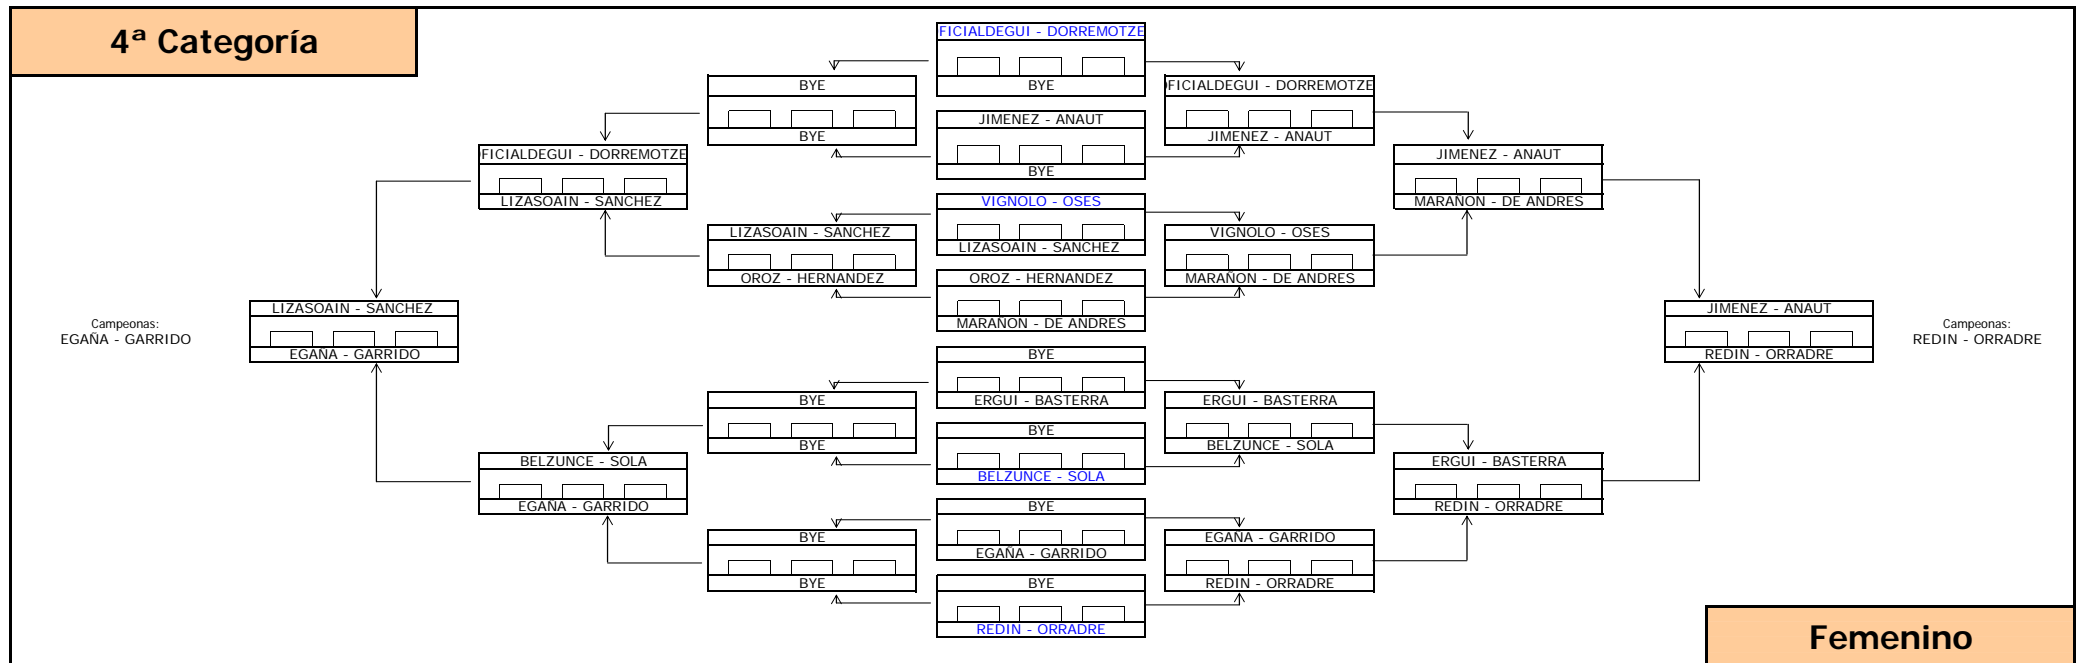 4ª Categoría
FICIALDEGUI - DORREMOTZE
BYE
JIMENEZ - ANAUT
BYE
VIGNOLO - OSES
LIZASOAIN - SANCHEZ
OROZ - HERNANDEZ
MARAÑON - DE ANDRES
BYE
ERGUI - BASTERRA
BYE
BELZUNCE - SOLA
BYE
EGAÑA - GARRIDO
BYE
REDIN - ORRADRE
BYE
BYE
LIZASOAIN - SANCHEZ
OROZ - HERNANDEZ
BYE
BYE
BYE
BYE
FICIALDEGUI - DORREMOTZE
LIZASOAIN - SANCHEZ
BELZUNCE - SOLA
EGAÑA - GARRIDO
LIZASOAIN - SANCHEZ
EGAÑA - GARRIDO
Campeonas:
EGAÑA - GARRIDO
FICIALDEGUI - DORREMOTZE
JIMENEZ - ANAUT
VIGNOLO - OSES
MARAÑON - DE ANDRES
ERGUI - BASTERRA
BELZUNCE - SOLA
EGAÑA - GARRIDO
REDIN - ORRADRE
JIMENEZ - ANAUT
MARAÑON - DE ANDRES
ERGUI - BASTERRA
REDIN - ORRADRE
JIMENEZ - ANAUT
REDIN - ORRADRE
Campeonas:
REDIN - ORRADRE
Femenino